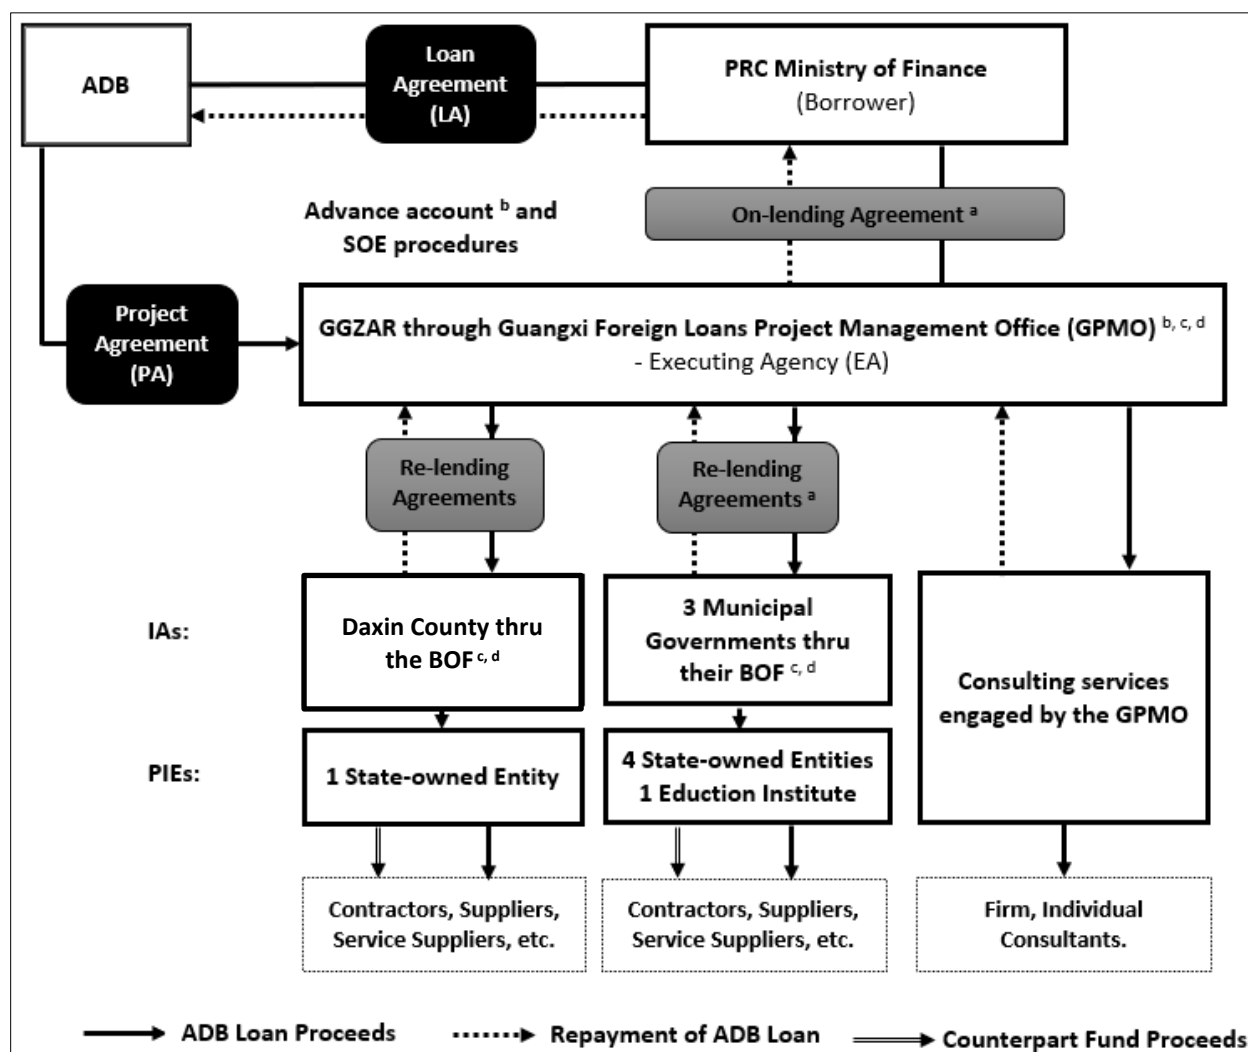 ADB
Loan
Agreement
(LA)
PRC Ministry of Finance
(Borrower)
Advance account b and
SOE procedures
On-lending Agreement a
Project
Agreement
(PA)
GGZAR through Guangxi Foreign Loans Project Management Office (GPMO) b, c, d
- Executing Agency (EA)
Re-lending
Agreements
Re-lending
Agreements a
IAs:
Daxin County thru
the BOF c, d
3 Municipal
Governments thru
their BOF c, d
Consulting services
engaged by the GPMO
PIEs:
1 State-owned Entity
4 State-owned Entities
1 Eduction Institute
Contractors, Suppliers,
Service Suppliers, etc.
Contractors, Suppliers,
Service Suppliers, etc.
Firm, Individual
Consultants.
ADB Loan Proceeds
Repayment of ADB Loan
Counterpart Fund Proceeds